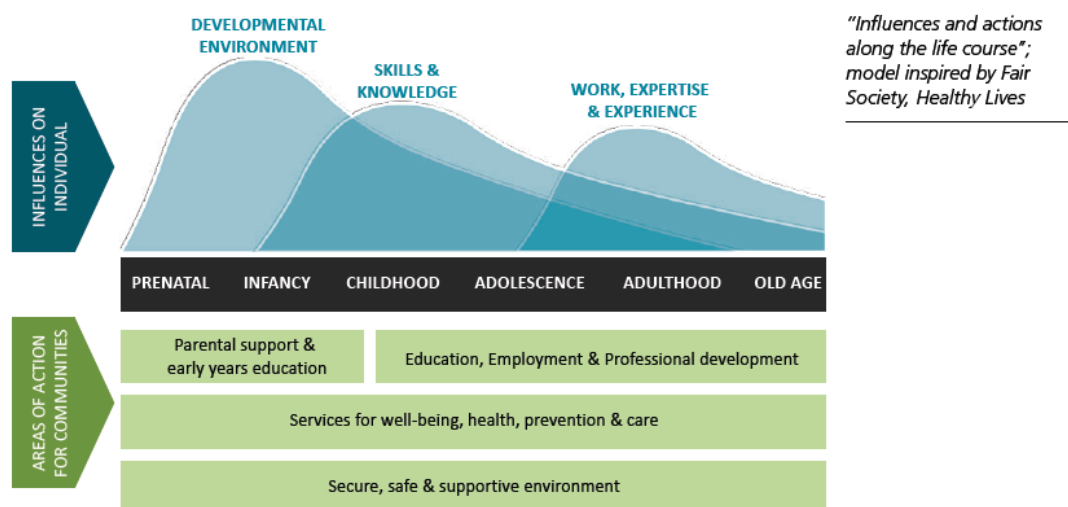 DEVELOPMENTAL
ENVIRONMENT
SKILLS &
KNOWLEDGE
WORK, EXPERTISE
& EXPERIENCE
"Influences and actions
along the life course";
model inspired by Fair
Society, Healthy Lives
INFLUENCES ON
INDIVIDUAL
PRENATAL INFANCY CHILDHOOD ADOLESCENCE ADULTHOOD OLD AGE
AREAS OF ACTION
FOR COMMUNITIES
Parental support &
early years education
Education, Employment & Professional development
Services for well-being, health, prevention & care
Secure, safe & supportive environment